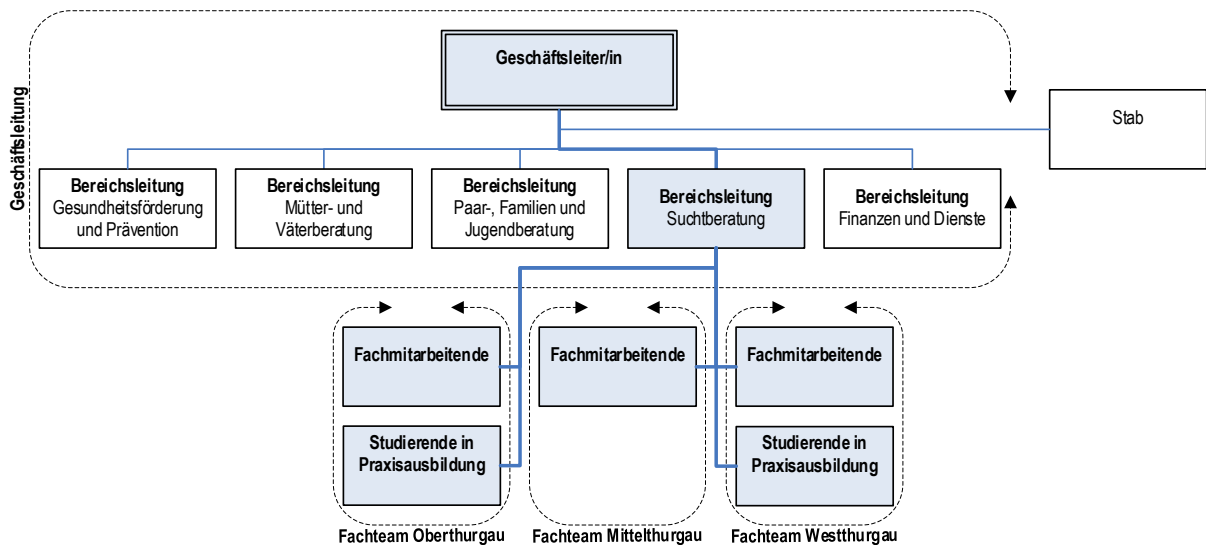 Geschäftsleitung
Geschäftsleiter/in
Stab
Bereichsleitung
Gesundheitsförderung
und Prävention
Bereichsleitung
Mütter- und
Väterberatung
Bereichsleitung
Paar-, Familien und
Jugendberatung
Bereichsleitung
Suchtberatung
Bereichsleitung
Finanzen und Dienste
Fachmitarbeitende
Studierende in
Praxisausbildung
Fachteam Oberthurgau
Fachmitarbeitende
Fachteam Mittelthurgau
Fachmitarbeitende
Studierende in
Praxisausbildung
Fachteam Westthurgau